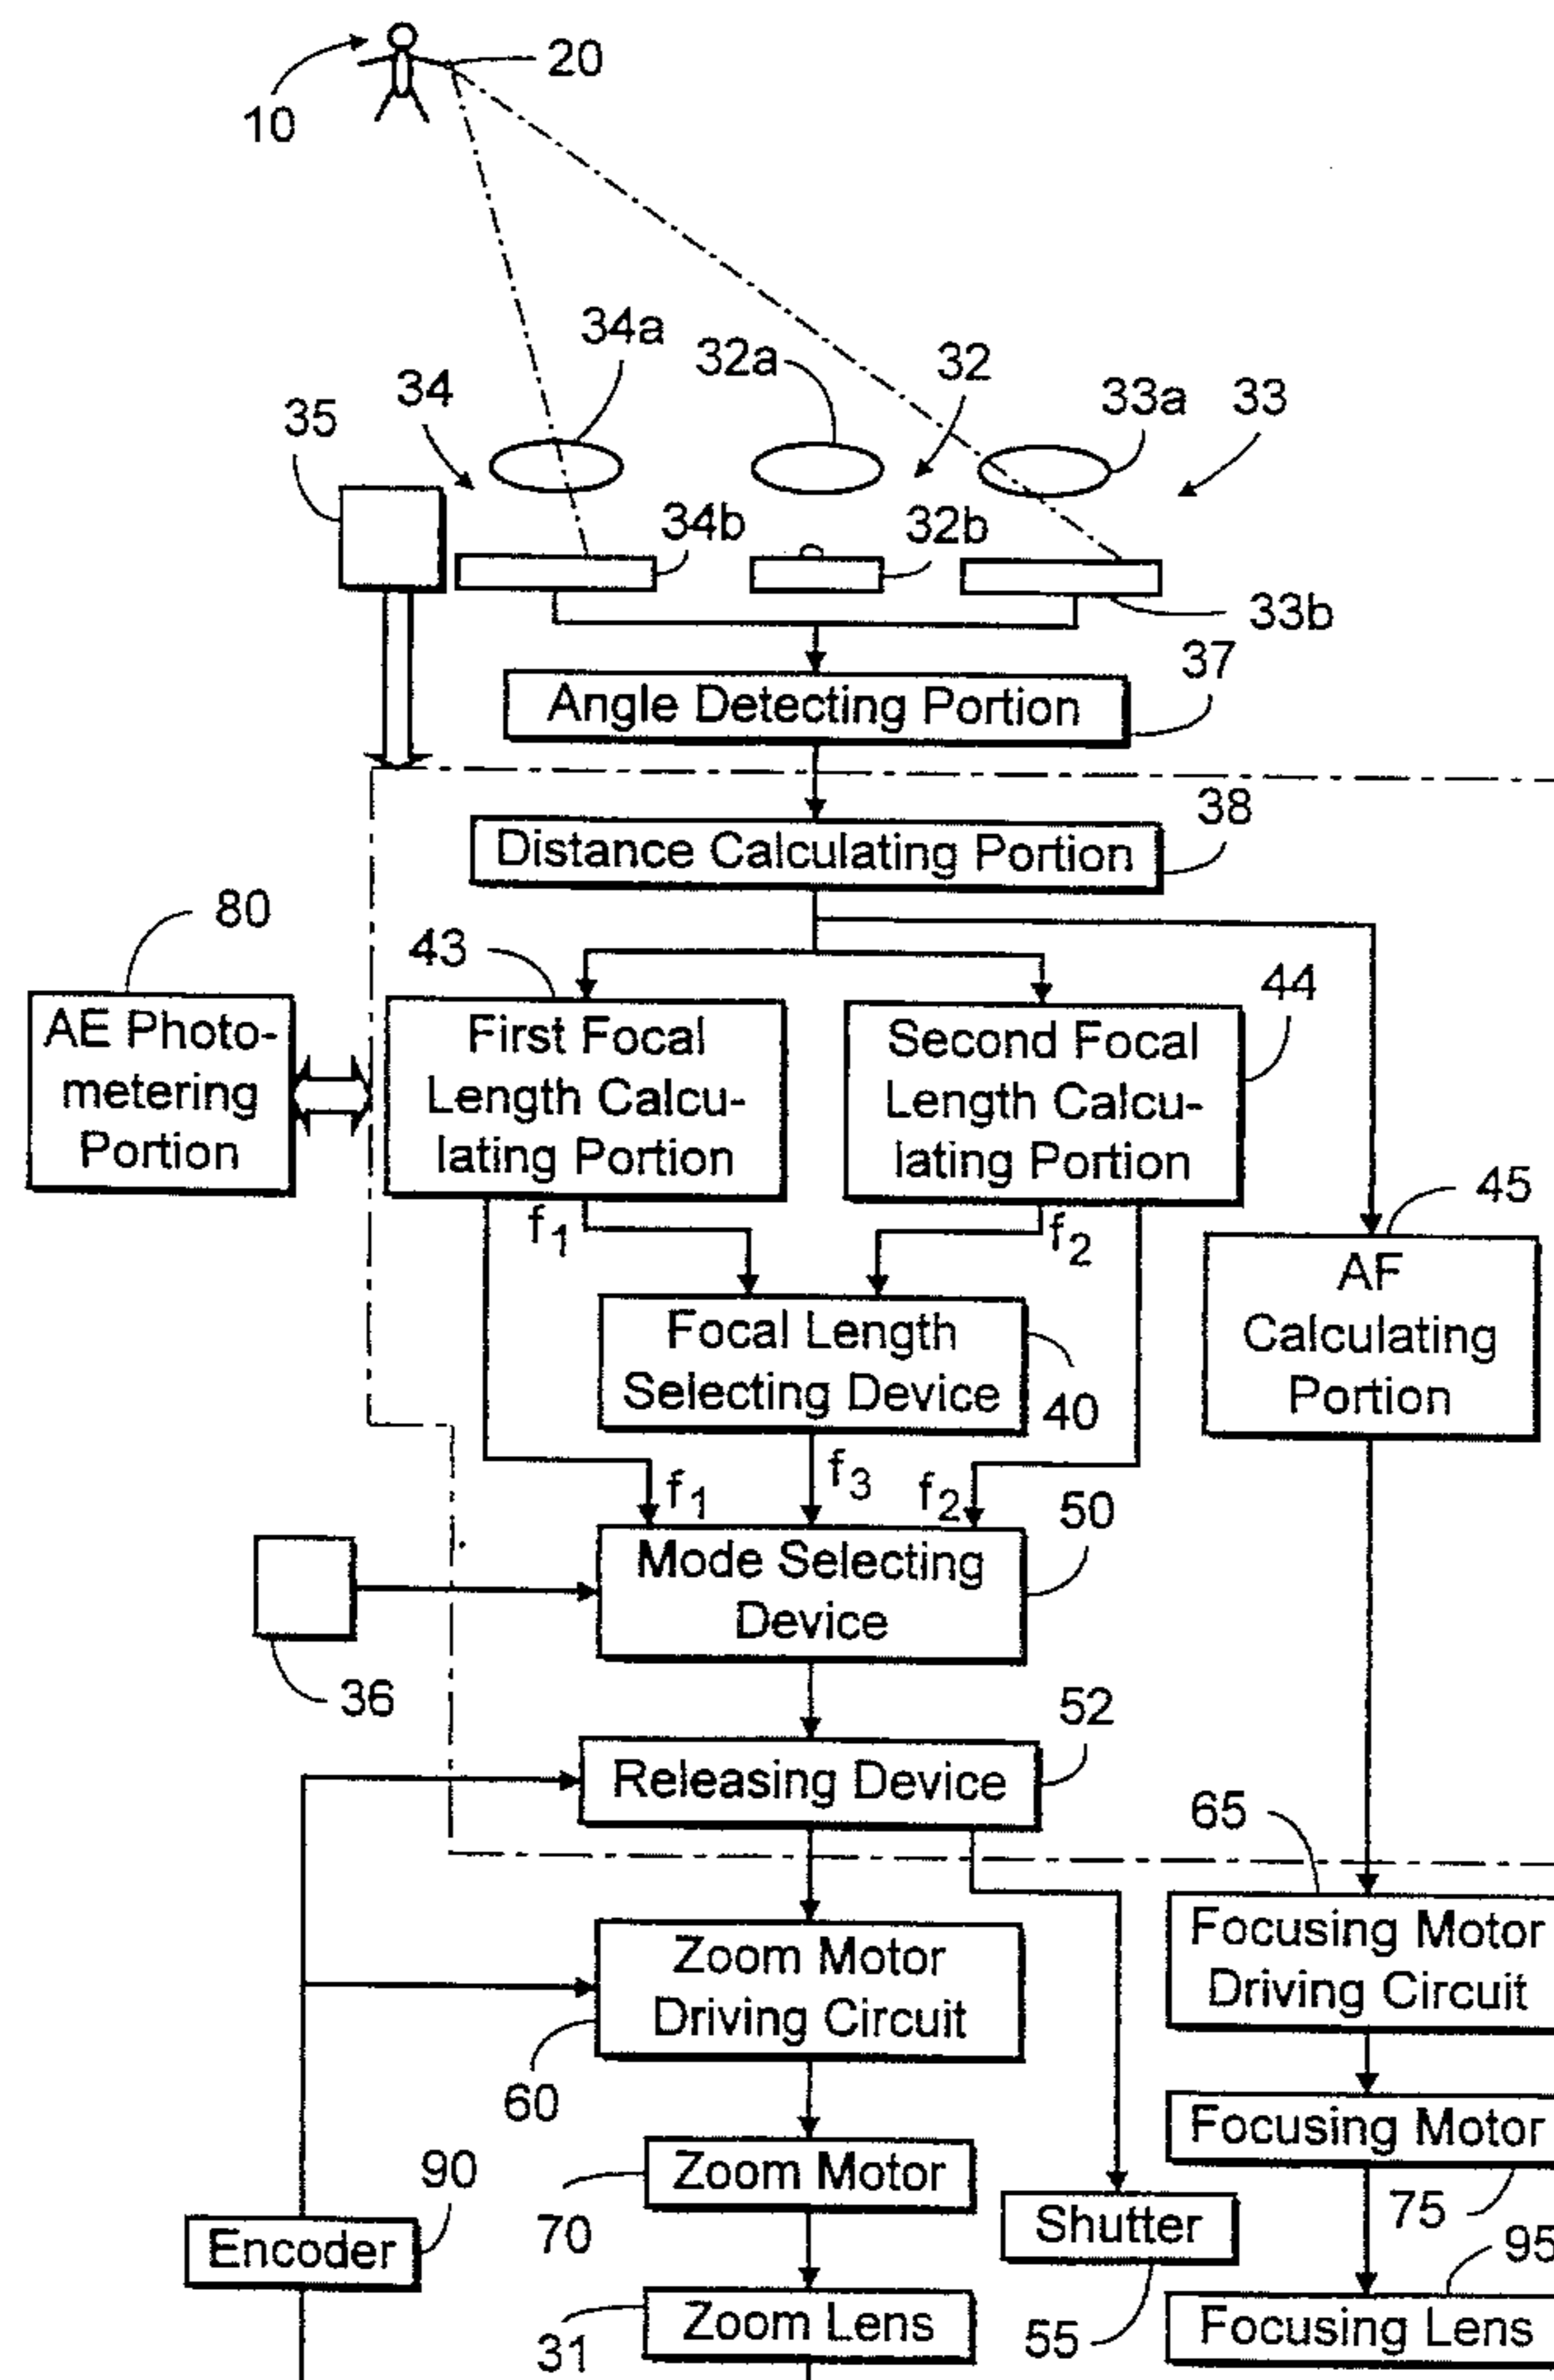 20
10
34a
32a
32
33a
33
34
35
34b
32b
33b
37
Angle Detecting Portion
38
Distance Calculating Portion
80
43
44
AE Photo-
metering
Portion
First Focal
Length Calcu-
lating Portion
Second Focal
Length Calcu-
lating Portion
45
f1
f2
AF
Calculating
Portion
Focal Length
Selecting Device
40
f1
f3
f2
50
Mode Selecting
Device
36
52
Releasing Device
65
Zoom Motor
Driving Circuit
60
Focusing Motor
Driving Circuit
Focusing Motor
75
90
Zoom Motor
70
Shutter
55
Encoder
95
Zoom Lens
31
Focusing Lens